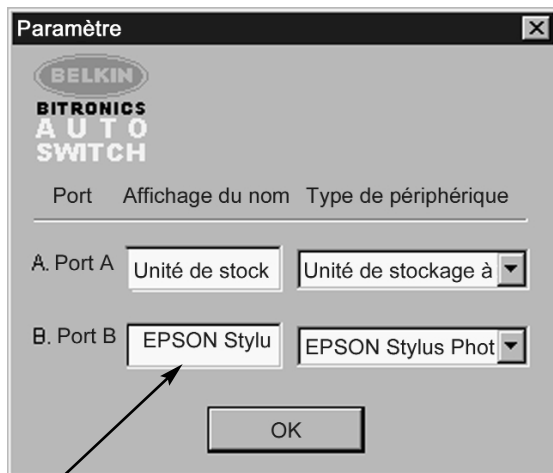 Paramètre
BELKIN
BITRONICS
AUTO
SWITCH
Port Affichage du nom Type de périphérique
A. Port A Unité de stock Unité de stockage à
B. Port B EPSON Stylu EPSON Stylus Phot
OK